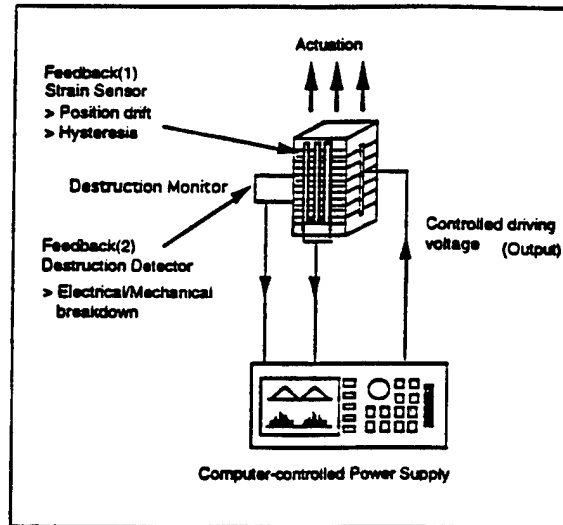 Actuation
Feedback(1)
Strain Sensor
> Position drift
> Hysteresis
Destruction Monitor
Feedback(2)
Destruction Detector
> Electrical/Mechanical
breakdown
Controlled driving
voltage (Output)
Computer-controlled Power Supply